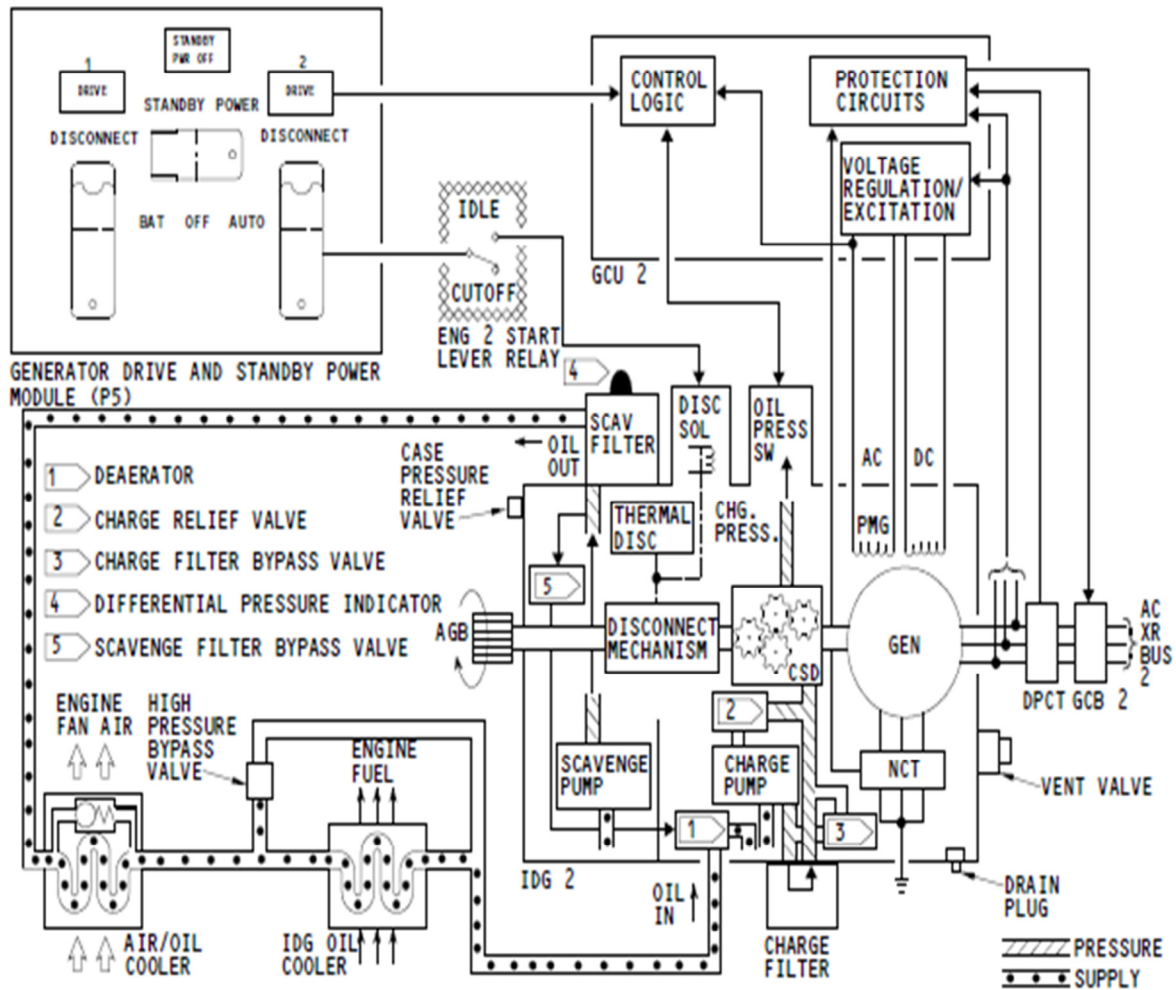 STANDBY
PWR OFF
1
DRIVE
2
DRIVE
STANDBY POWER
DISCONNECT
DISCONNECT
BAT OFF AUTO
GENERATOR DRIVE AND STANDBY POWER
MODULE (P5)
IDLE
CUTOFF
ENG 2 START
LEVER RELAY
CONTROL
LOGIC
PROTECTION
CIRCUITS
VOLTAGE
REGULATION/
EXCITATION
GCU 2
4
SCAV
FILTER
OIL
OUT
DISC
SOL
OIL
PRESS
SW
AC
DC
PMG
CASE
PRESSURE
RELIEF
VALVE
THERMAL
DISC
CHG.
PRESS.
1 DEAERATOR
2 CHARGE RELIEF VALVE
3 CHARGE FILTER BYPASS VALVE
4 DIFFERENTIAL PRESSURE INDICATOR
5 SCAVENGE FILTER BYPASS VALVE
5
AGB
DISCONNECT
MECHANISM
CSD
GEN
AC
XR
BUS
2
DPCT
GCB 2
ENGINE
FAN AIR
HIGH
PRESSURE
BYPASS
VALVE
ENGINE
FUEL
SCAVENGE
PUMP
2
CHARGE
PUMP
NCT
VENT VALVE
1
3
IDG 2
OIL
IN
DRAIN
PLUG
AIR/OIL
COOLER
IDG OIL
COOLER
CHARGE
FILTER
PRESSURE
SUPPLY